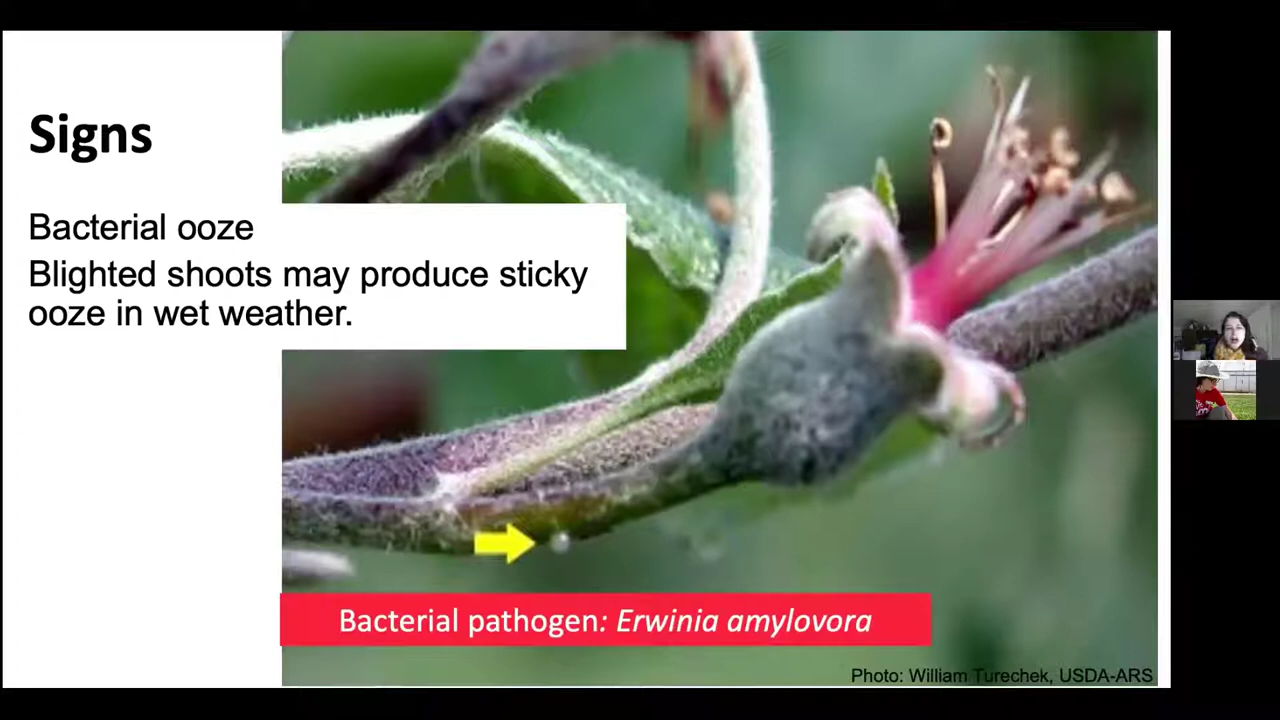 Signs
Bacterial ooze
Blighted shoots may produce sticky
ooze in wet weather.
Bacterial pathogen: Erwinia amylovora
Photo: William Turechek, USDA-ARS